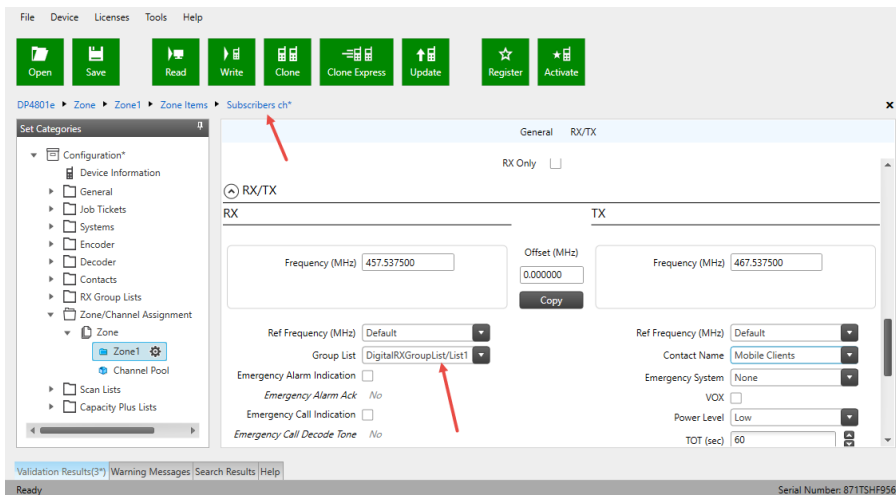 File Device Licenses Tools Help
Open Save Read Write Clone Clone Express Update Register Activate
DP4801e Zone Zone1 Zone Items Subscribers ch*
Set Categories
Configuration*
Device Information
General
Job Tickets
Systems
Encoder
Decoder
Contacts
RX Group Lists
Zone/Channel Assignment
Zone
Zone1
Channel Pool
Scan Lists
Capacity Plus Lists
General RX/TX
RX Only
RX/TX
RX TX
Offset (MHz)
Frequency (MHz) 457.537500 0.000000 Frequency (MHz) 467.537500
Copy
Ref Frequency (MHz) Default Ref Frequency (MHz) Default
Group List DigitalRXGroupList/List1 Contact Name Mobile Clients
Emergency Alarm Indication Emergency System None
Emergency Alarm Ack No VOX
Emergency Call Indication Power Level Low
Emergency Call Decode Tone No TOT (sec) 60
Validation Results(3*) Warning Messages Search Results Help
Ready Serial Number: 871TSHF956